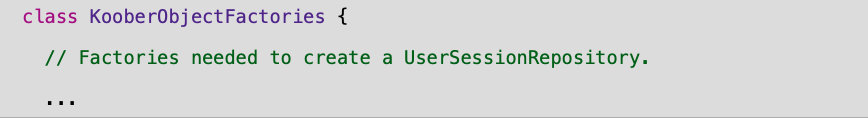 class KooberObjectFactories {
// Factories needed to create a UserSessionRepository.
...